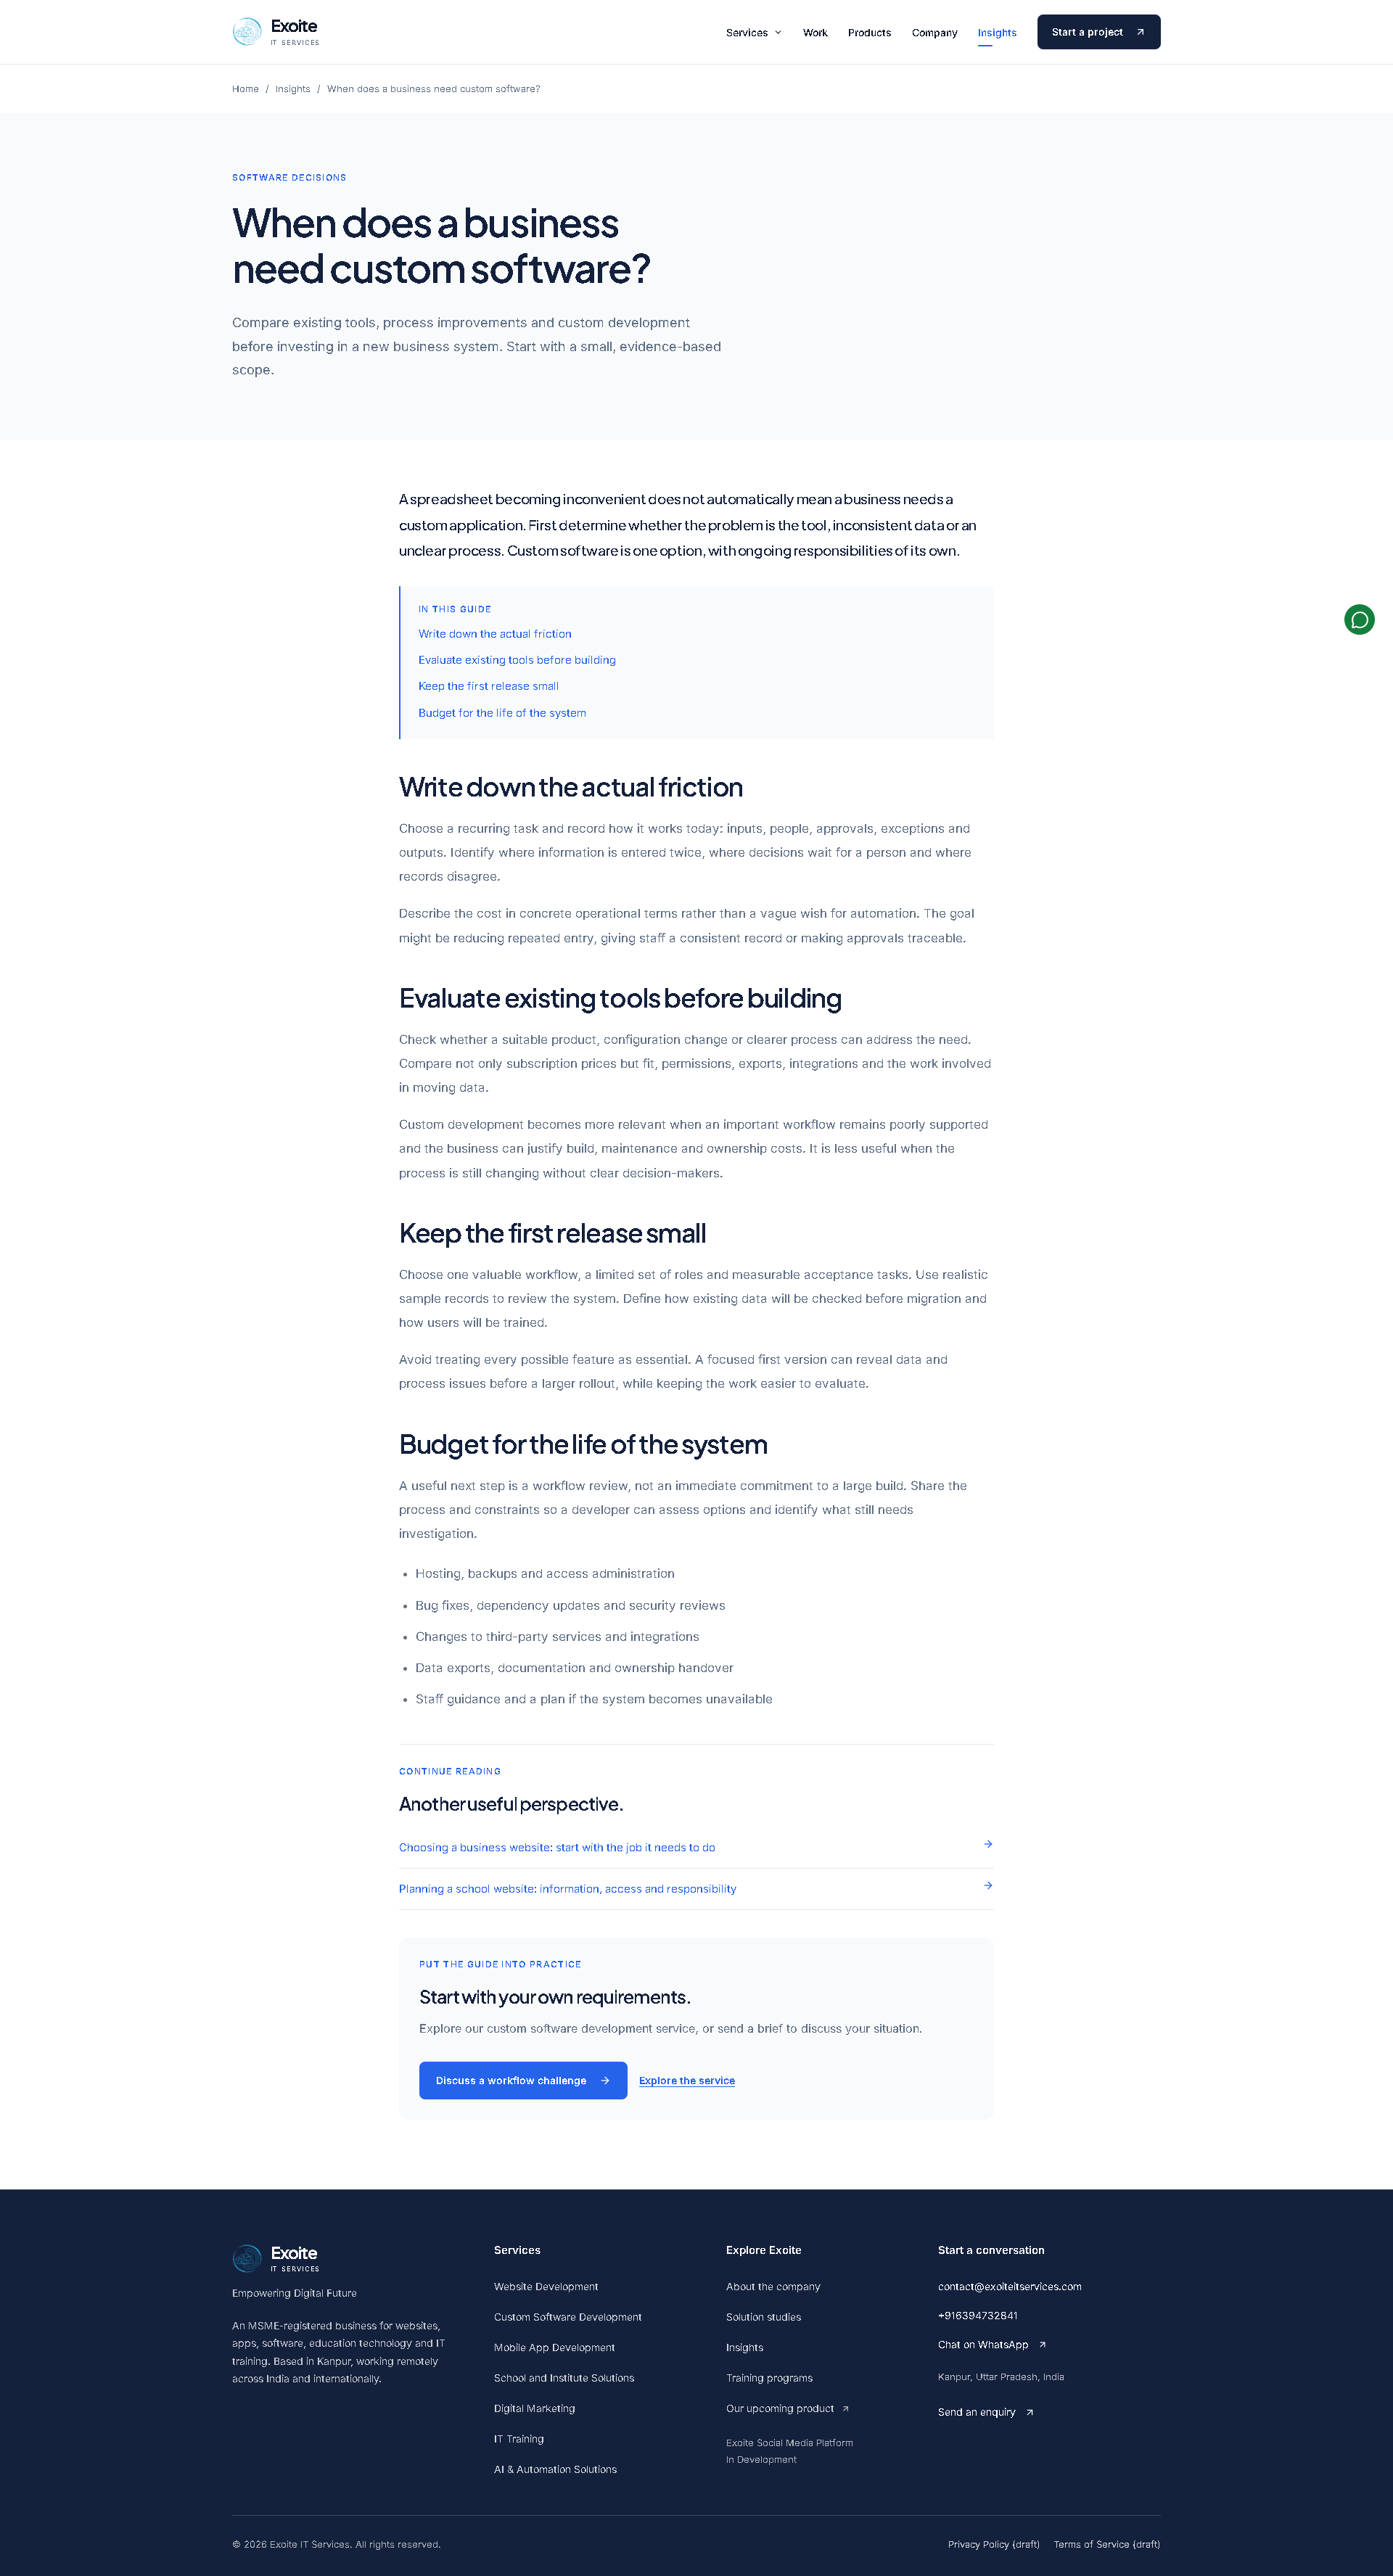 Exoite
IT SERVICES
Services
Work
Products
Company
Insights
Start a project
Home / Insights / When does a business need custom software?
SOFTWARE DECISIONS
When does a business
need custom software?
Compare existing tools, process improvements and custom development
before investing in a new business system. Start with a small, evidence-based
scope.
A spreadsheet becoming inconvenient does not automatically mean a business needs a
custom application. First determine whether the problem is the tool, inconsistent data or an
unclear process. Custom software is one option, with ongoing responsibilities of its own.
IN THIS GUIDE
Write down the actual friction
Evaluate existing tools before building
Keep the first release small
Budget for the life of the system
Write down the actual friction
Choose a recurring task and record how it works today: inputs, people, approvals, exceptions and
outputs. Identify where information is entered twice, where decisions wait for a person and where
records disagree.
Describe the cost in concrete operational terms rather than a vague wish for automation. The goal
might be reducing repeated entry, giving staff a consistent record or making approvals traceable.
Evaluate existing tools before building
Check whether a suitable product, configuration change or clearer process can address the need.
Compare not only subscription prices but fit, permissions, exports, integrations and the work involved
in moving data.
Custom development becomes more relevant when an important workflow remains poorly supported
and the business can justify build, maintenance and ownership costs. It is less useful when the
process is still changing without clear decision-makers.
Keep the first release small
Choose one valuable workflow, a limited set of roles and measurable acceptance tasks. Use realistic
sample records to review the system. Define how existing data will be checked before migration and
how users will be trained.
Avoid treating every possible feature as essential. A focused first version can reveal data and
process issues before a larger rollout, while keeping the work easier to evaluate.
Budget for the life of the system
A useful next step is a workflow review, not an immediate commitment to a large build. Share the
process and constraints so a developer can assess options and identify what still needs
investigation.
• Hosting, backups and access administration
• Bug fixes, dependency updates and security reviews
• Changes to third-party services and integrations
• Data exports, documentation and ownership handover
• Staff guidance and a plan if the system becomes unavailable
CONTINUE READING
Another useful perspective.
Choosing a business website: start with the job it needs to do
Planning a school website: information, access and responsibility
PUT THE GUIDE INTO PRACTICE
Start with your own requirements.
Explore our custom software development service, or send a brief to discuss your situation.
Discuss a workflow challenge
Explore the service
Exoite
IT SERVICES
Empowering Digital Future
An MSME-registered business for websites,
apps, software, education technology and IT
training. Based in Kanpur, working remotely
across India and internationally.
Services
Website Development
Custom Software Development
Mobile App Development
School and Institute Solutions
Digital Marketing
IT Training
AI & Automation Solutions
Explore Exoite
About the company
Solution studies
Insights
Training programs
Our upcoming product
Exoite Social Media Platform
In Development
Start a conversation
contact@exoiteitservices.com
+916394732841
Chat on WhatsApp
Kanpur, Uttar Pradesh, India
Send an enquiry
© 2026 Exoite IT Services. All rights reserved.
Privacy Policy (draft)
Terms of Service (draft)